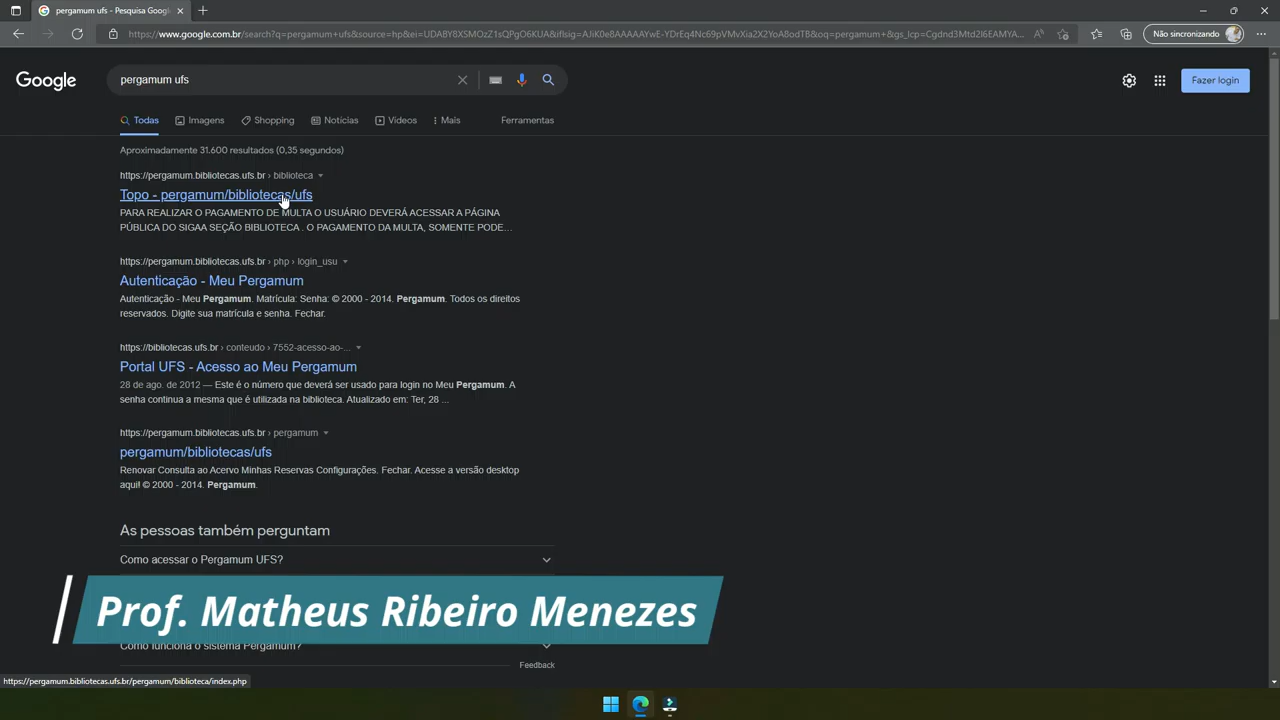 pergamum ufs - Pesquisa Googl
https://www.google.com.br/search?q=pergamum+ufs&source=hp&ei=UDABY8XSMOzZ1sQPgO6KUA&iflsig=AJiK0e8AAAAAYwE-YDrEq4Nc69pVMvXia2X2YoA8odTB&oq=pergamum+&gs_lcp=Cgdnd3Mtd2l6EAMYA...
Não sincronizando
Google
pergamum ufs
Fazer login
Todas
Imagens
Shopping
Notícias
Vídeos
Mais
Ferramentas
Aproximadamente 31.600 resultados (0,35 segundos)
https://pergamum.bibliotecas.ufs.br › biblioteca
Topo - pergamum/bibliotecas/ufs
PARA REALIZAR O PAGAMENTO DE MULTA O USUÁRIO DEVERÁ ACESSAR A PÁGINA
PÚBLICA DO SIGAA SEÇÃO BIBLIOTECA . O PAGAMENTO DA MULTA, SOMENTE PODE...
https://pergamum.bibliotecas.ufs.br › php › login_usu
Autenticação - Meu Pergamum
Autenticação - Meu Pergamum. Matrícula: Senha: © 2000 - 2014. Pergamum. Todos os direitos
reservados. Digite sua matrícula e senha. Fechar.
https://bibliotecas.ufs.br › conteudo › 7552-acesso-ao-...
Portal UFS - Acesso ao Meu Pergamum
28 de ago. de 2012 — Este é o número que deverá ser usado para login no Meu Pergamum. A
senha continua a mesma que é utilizada na biblioteca. Atualizado em: Ter, 28 ...
https://pergamum.bibliotecas.ufs.br › pergamum
pergamum/bibliotecas/ufs
Renovar Consulta ao Acervo Minhas Reservas Configurações. Fechar. Acesse a versão desktop
aqui! © 2000 - 2014. Pergamum.
As pessoas também perguntam
Como acessar o Pergamum UFS?
Prof. Matheus Ribeiro Menezes
Como funciona o sistema Pergamum?
Feedback
https://pergamum.bibliotecas.ufs.br/pergamum/biblioteca/index.php